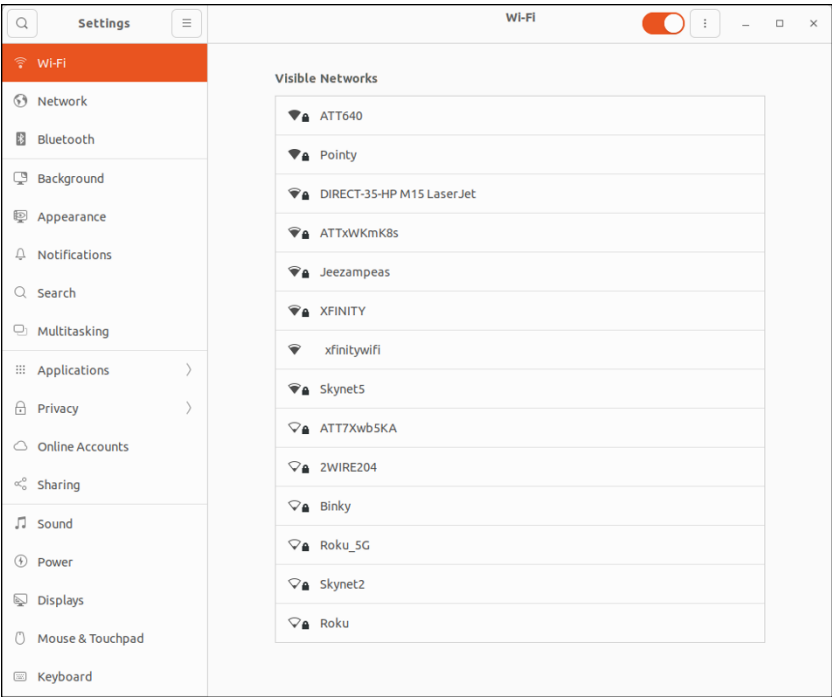 Settings
Wi-Fi
Wi-Fi
Network
Bluetooth
Background
Appearance
Notifications
Search
Multitasking
Applications
Privacy
Online Accounts
Sharing
Sound
Power
Displays
Mouse & Touchpad
Keyboard
Visible Networks
ATT640
Pointy
DIRECT-35-HP M15 LaserJet
ATTxWKmK8s
Jeezampeas
XFINITY
xfinitywifi
Skynet5
ATT7Xwb5KA
2WIRE204
Binky
Roku_5G
Skynet2
Roku